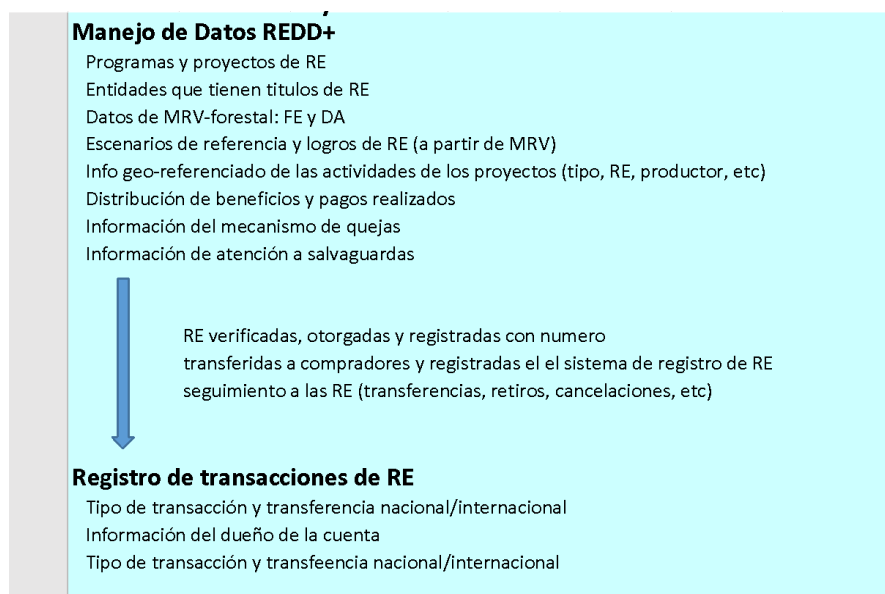 Manejo de Datos REDD+
Programas y proyectos de RE
Entidades que tienen titulos de RE
Datos de MRV-forestal: FE y DA
Escenarios de referencia y logros de RE (a partir de MRV)
Info geo-referenciado de las actividades de los proyectos (tipo, RE, productor, etc)
Distribución de beneficios y pagos realizados
Información del mecanismo de quejas
Información de atención a salvaguardas
RE verificadas, otorgadas y registradas con numero
transferidas a compradores y registradas el el sistema de registro de RE
seguimiento a las RE (transferencias, retiros, cancelaciones, etc)
Registro de transacciones de RE
Tipo de transacción y transferencia nacional/internacional
Información del dueño de la cuenta
Tipo de transacción y transfeencia nacional/internacional